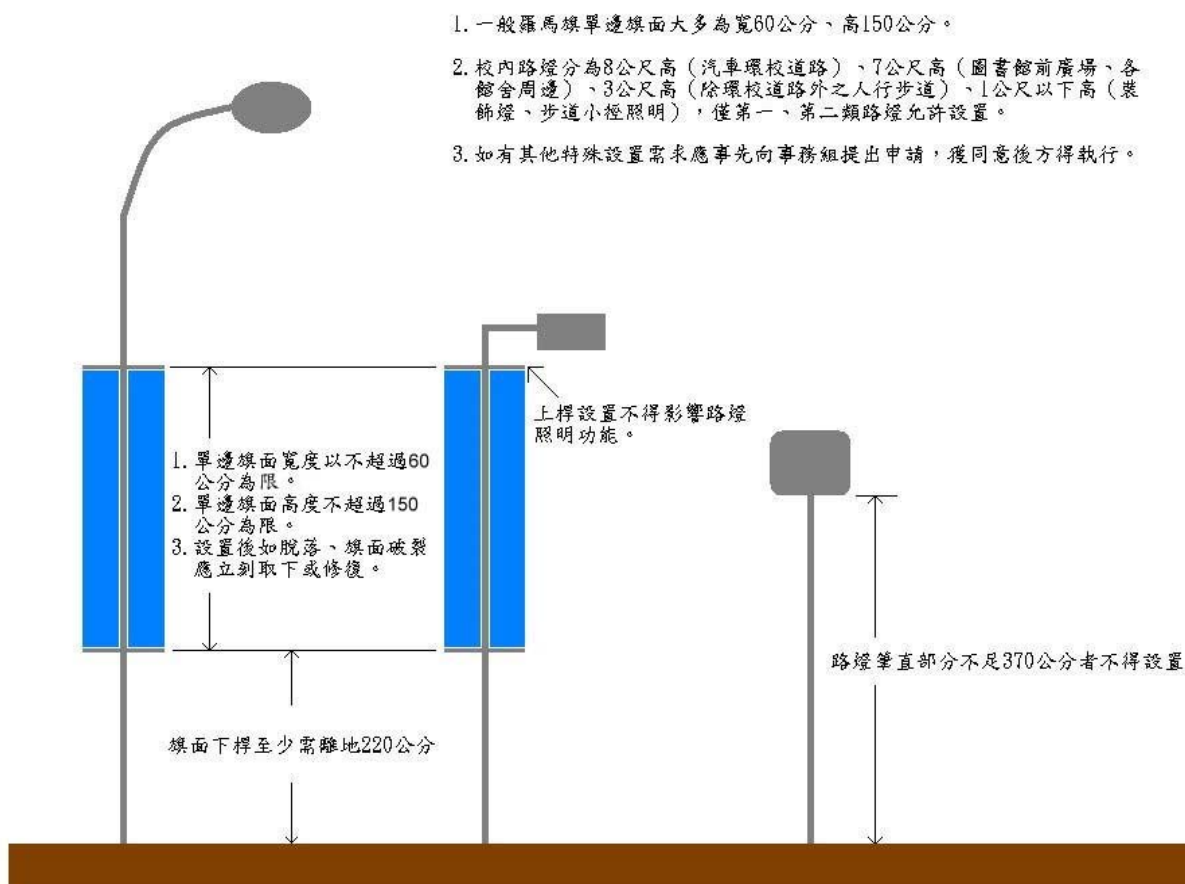 1. 一般羅馬旗單邊旗面大多為寬60公分、高150公分。
2. 校內路燈分為8公尺高（汽車環校道路）、7公尺高（圖書館前廣場、各
館舍周邊）、3公尺高（除環校道路外之人行步道）、1公尺以下高（裝
飾燈、步道小徑照明），僅第一、第二類路燈允許設置。
3. 如有其他特殊設置需求應事先向事務組提出申請，獲同意後方得執行。
上桿設置不得影響路燈
照明功能。
1. 單邊旗面寬度以不超過60
公分為限。
2. 單邊旗面高度不超過150
公分為限。
3. 設置後如脫落、旗面破裂
應立刻取下或修復。
路燈筆直部分不足370公分者不得設置
旗面下桿至少需離地220公分